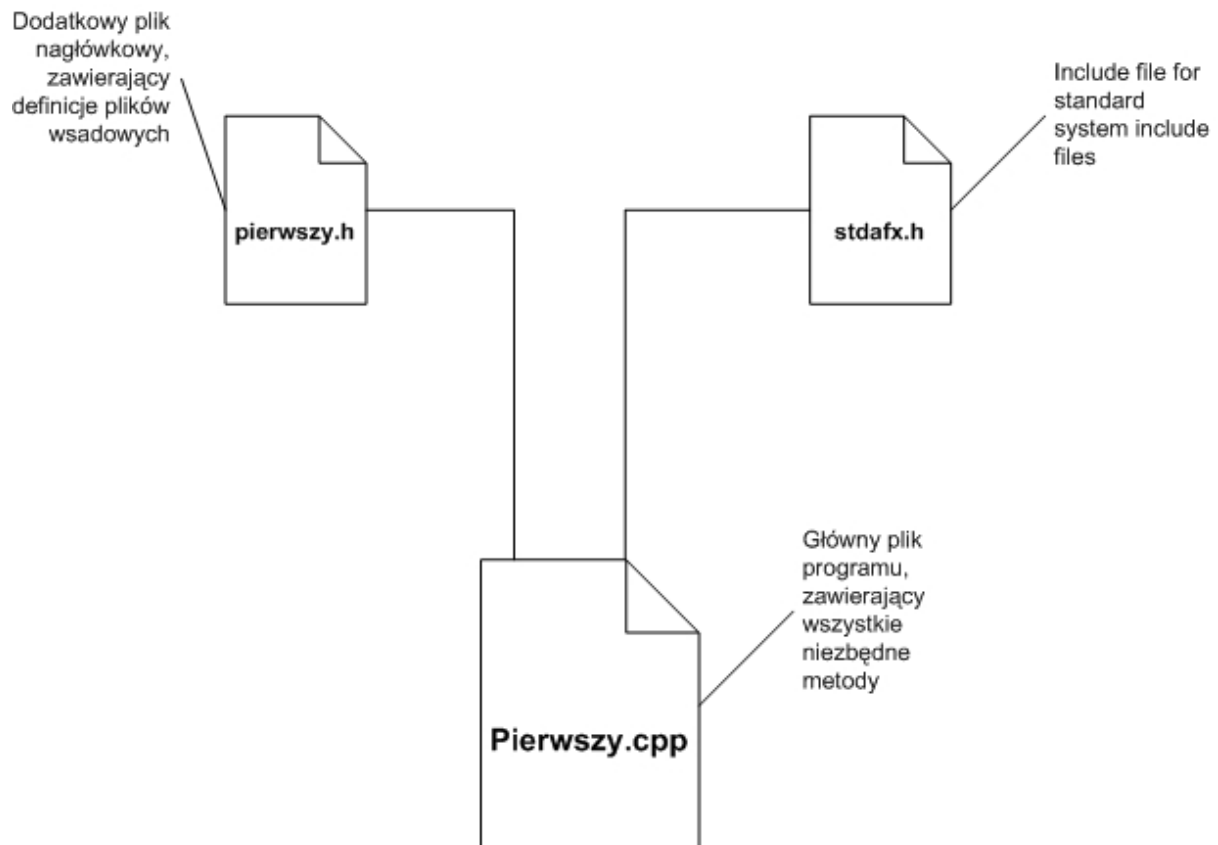 Dodatkowy plik
nagłówkowy,
zawierający
definicje plików
wsadowych
Include file for
standard
system include
files
pierwszy.h
stdafx.h
Główny plik
programu,
zawierający
wszystkie
niezbędne
metody
Pierwszy.cpp